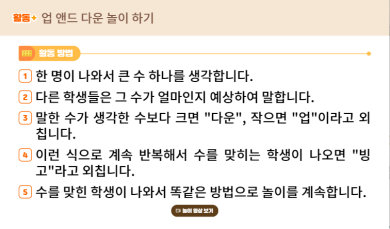 활동+ 업 앤드 다운 놀이 하기
활동 방법
1 한 명이 나와서 큰 수 하나를 생각합니다.
2 다른 학생들은 그 수가 얼마인지 예상하여 말합니다.
3 말한 수가 생각한 수보다 크면 "다운", 작으면 "업"이라고 외
칩니다.
4 이런 식으로 계속 반복해서 수를 맞히는 학생이 나오면 "빙
고"라고 외칩니다.
5 수를 맞힌 학생이 나와서 똑같은 방법으로 놀이를 계속합니다.
놀이 영상 보기